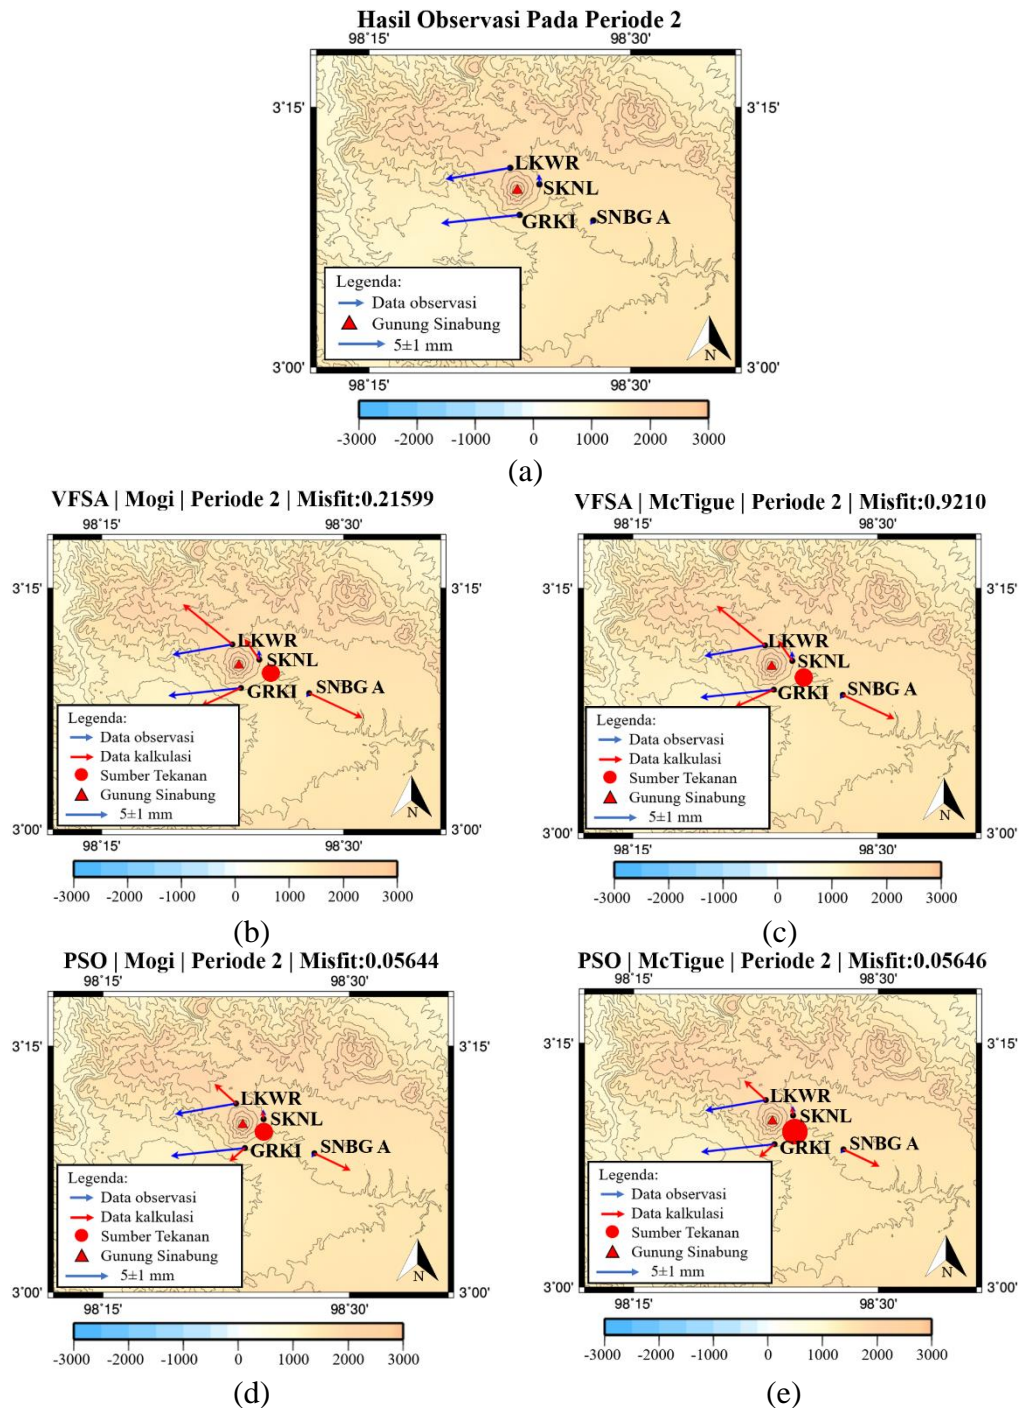 Hasil Observasi Pada Periode 2
98°15' 98°30'
3°15' 3°15'
LKWR
SKNL
GRKI SNBG A
Legenda:
Data observasi
Gunung Sinabung
5±1 mm
N
3°00' 3°00'
98°15' 98°30'
-3000 -2000 -1000 0 1000 2000 3000
(a)
VFSA | Mogi | Periode 2 | Misfit:0.21599
98°15' 98°30'
3°15' 3°15'
LKWR
SKNL
GRKI SNBG A
Legenda:
Data observasi
Data kalkulasi
Sumber Tekanan
Gunung Sinabung
5±1 mm
N
3°00' 3°00'
98°15' 98°30'
-3000 -2000 -1000 0 1000 2000 3000
(b)
VFSA | McTigue | Periode 2 | Misfit:0.9210
98°15' 98°30'
3°15' 3°15'
LKWR
SKNL
GRKI SNBG A
Legenda:
Data observasi
Data kalkulasi
Sumber Tekanan
Gunung Sinabung
5±1 mm
N
3°00' 3°00'
98°15' 98°30'
-3000 -2000 -1000 0 1000 2000 3000
(c)
PSO | Mogi | Periode 2 | Misfit:0.05644
98°15' 98°30'
3°15' 3°15'
LKWR
SKNL
GRKI SNBG A
Legenda:
Data observasi
Data kalkulasi
Sumber Tekanan
Gunung Sinabung
5±1 mm
N
3°00' 3°00'
98°15' 98°30'
-3000 -2000 -1000 0 1000 2000 3000
(d)
PSO | McTigue | Periode 2 | Misfit:0.05646
98°15' 98°30'
3°15' 3°15'
LKWR
SKNL
GRKI SNBG A
Legenda:
Data observasi
Data kalkulasi
Sumber Tekanan
Gunung Sinabung
5±1 mm
N
3°00' 3°00'
98°15' 98°30'
-3000 -2000 -1000 0 1000 2000 3000
(e)